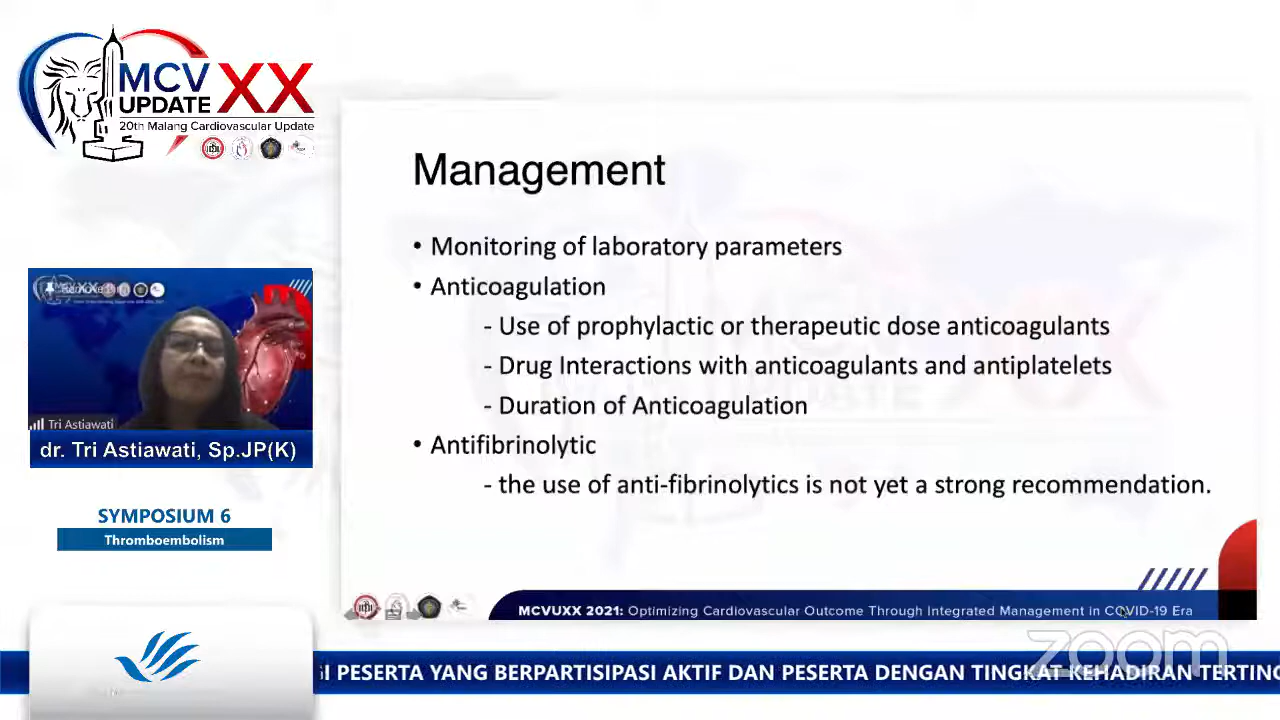 MCV
UPDATE
XX
20th Malang Cardiovascular Update
Management
• Monitoring of laboratory parameters
• Anticoagulation
- Use of prophylactic or therapeutic dose anticoagulants
- Drug Interactions with anticoagulants and antiplatelets
- Duration of Anticoagulation
• Antifibrinolytic
- the use of anti-fibrinolytics is not yet a strong recommendation.
Tri Astiawati
dr. Tri Astiawati, Sp.JP(K)
SYMPOSIUM 6
Thromboembolism
MCVUXX 2021: Optimizing Cardiovascular Outcome Through Integrated Management in COVID-19 Era
zoom
PESERTA YANG BERPARTISIPASI AKTIF DAN PESERTA DENGAN TINGKAT KEHADIRAN TERTING